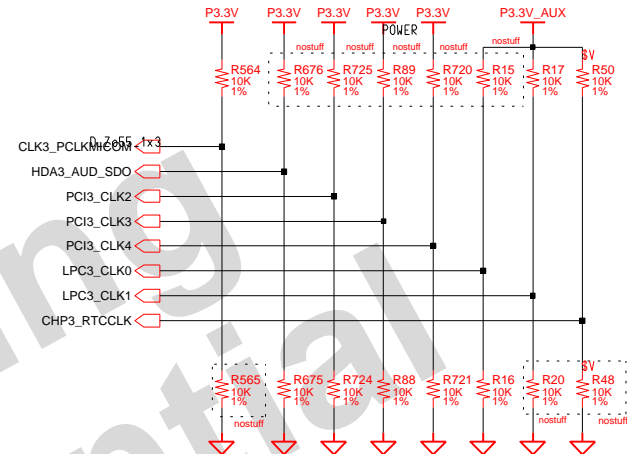 P3.3V P3.3V P3.3V P3.3V P3.3V P3.3V_AUX
POWER
nostuff nostuff nostuff nostuff nostuff
$V
R564 R676 R725 R89 R720 R15 R17 R50
10K 10K 10K 10K 10K 10K 10K 10K
1% 1% 1% 1% 1% 1% 1% 1%
CLK3_PCLKMICOM
HDA3_AUD_SDO
PCI3_CLK2
PCI3_CLK3
PCI3_CLK4
LPC3_CLK0
LPC3_CLK1
CHP3_RTCCLK
$V
R565 R675 R724 R88 R721 R16 R20 R48
10K 10K 10K 10K 10K 10K 10K 10K
1% 1% 1% 1% 1% 1% 1% 1%
nostuff nostuff nostuff